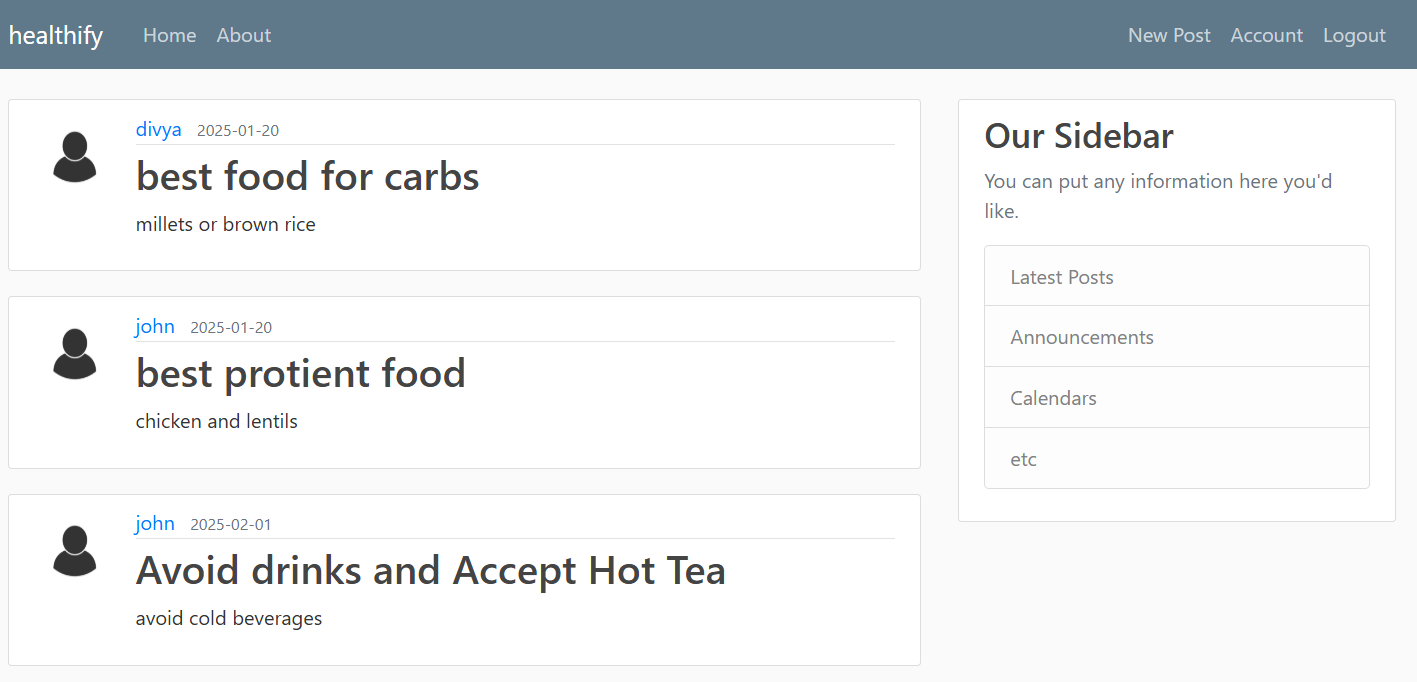 healthify Home About New Post Account Logout
divya 2025-01-20
best food for carbs
millets or brown rice
john 2025-01-20
best protient food
chicken and lentils
john 2025-02-01
Avoid drinks and Accept Hot Tea
avoid cold beverages
Our Sidebar
You can put any information here you'd
like.
Latest Posts
Announcements
Calendars
etc